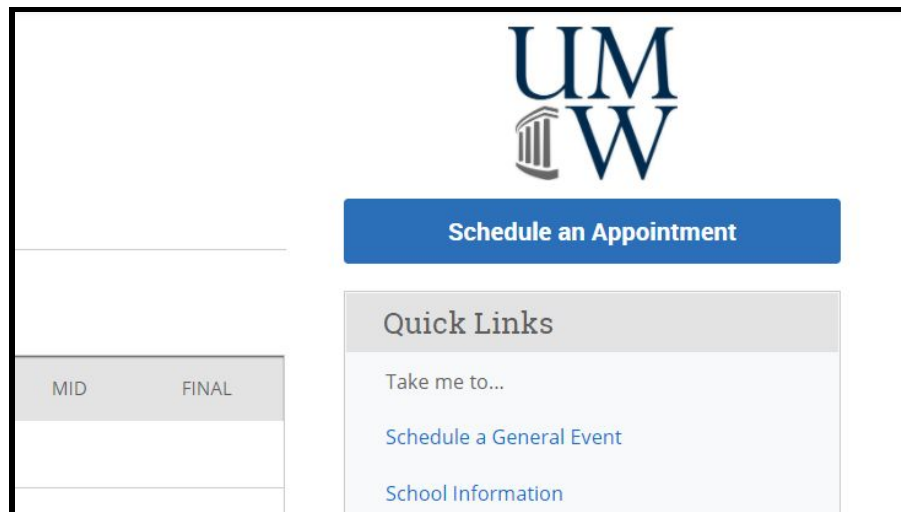 UM
W
Schedule an Appointment
Quick Links
Take me to...
Schedule a General Event
School Information
MID FINAL